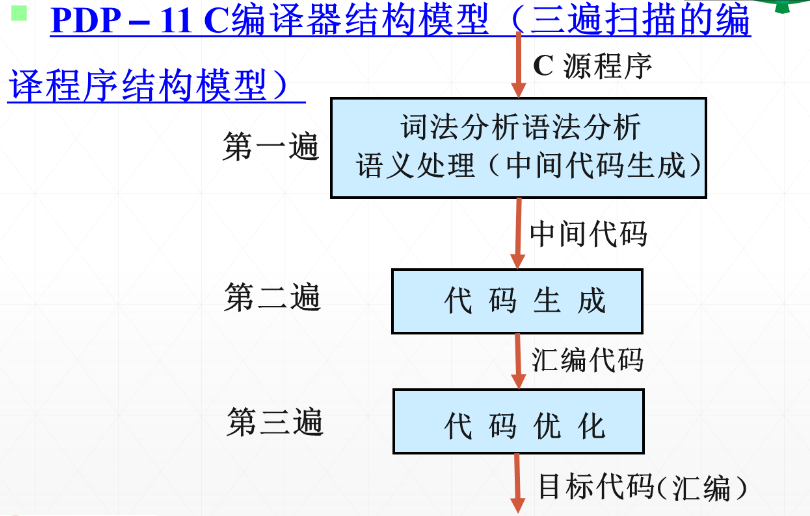 PDP－11 C编译器结构模型（三遍扫描的编
译程序结构模型）
C 源程序
第一遍
词法分析语法分析
语义处理（中间代码生成）
中间代码
第二遍
代 码 生 成
汇编代码
第三遍
代 码 优 化
目标代码(汇编）